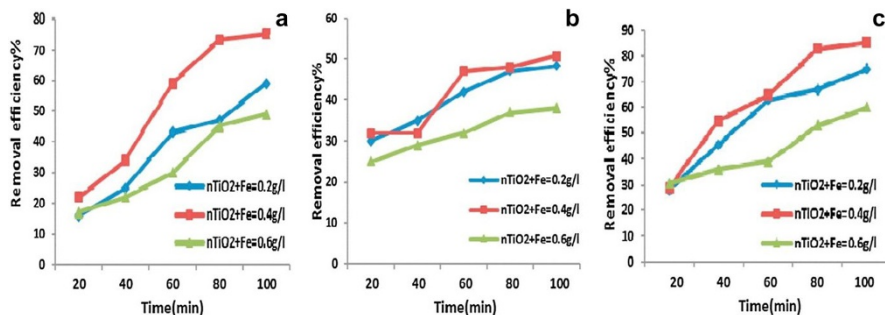 a
Removal efficiency%
80
70
60
50
40
30
20
10
0
nTiO2+Fe=0.2g/l
nTiO2+Fe=0.4g/l
nTiO2+Fe=0.6g/l
20 40 60 80 100
Time(min)
b
Removal efficiency%
60
50
40
30
20
10
0
nTiO2+Fe=0.2g/l
nTiO2+Fe=0.4g/l
nTiO2+Fe=0.6g/l
20 40 60 80 100
Time(min)
c
Removal efficiency%
90
80
70
60
50
40
30
20
10
0
nTiO2+Fe=0.2g/l
nTiO2+Fe=0.4g/l
nTiO2+Fe=0.6g/l
20 40 60 80 100
Time(min)